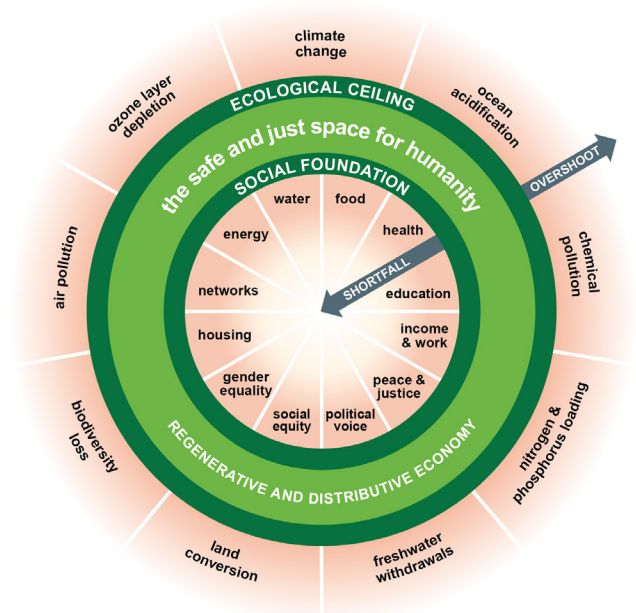 climate
change
ocean
acidification
OVERSHOOT
chemical
pollution
nitrogen &
phosphorus loading
freshwater
withdrawals
land
conversion
biodiversity
loss
air pollution
ozone layer
depletion
ECOLOGICAL CEILING
the safe and just space for humanity
SOCIAL FOUNDATION
water
food
health
SHORTFALL
education
income
& work
peace &
justice
political
voice
social
equity
gender
equality
housing
networks
energy
REGENERATIVE AND DISTRIBUTIVE ECONOMY